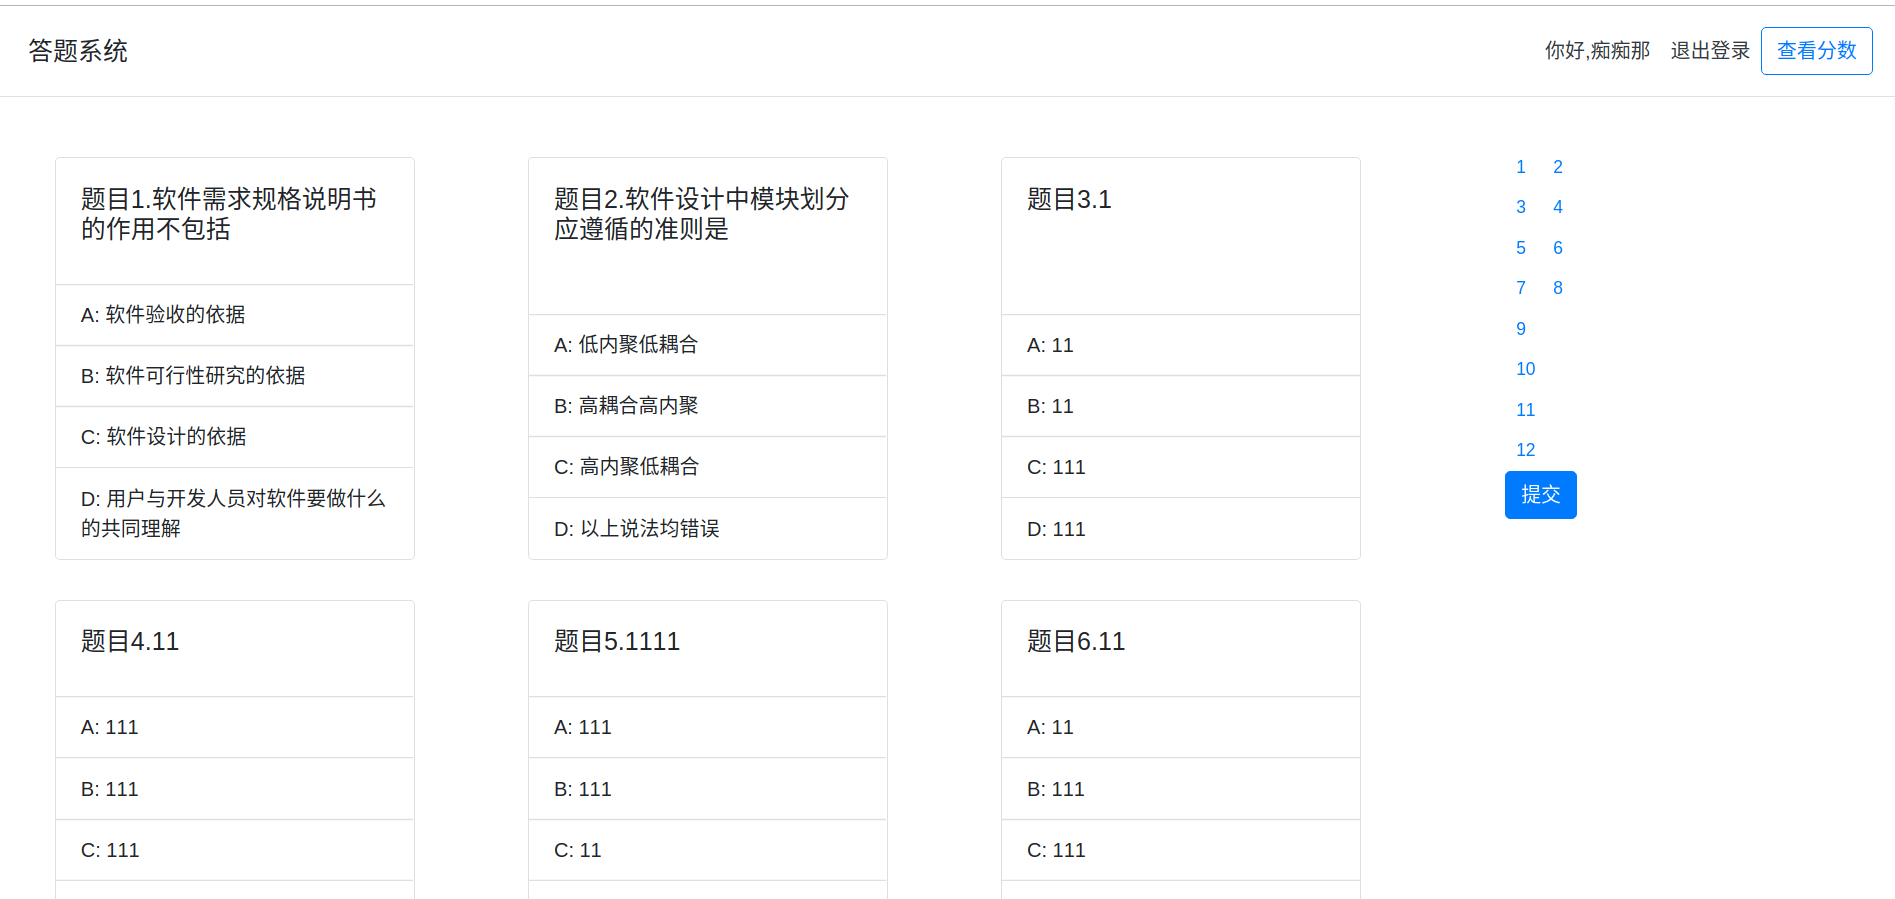 答题系统
你好,痴痴那 退出登录 查看分数
题目1.软件需求规格说明书
的作用不包括
A: 软件验收的依据
B: 软件可行性研究的依据
C: 软件设计的依据
D: 用户与开发人员对软件要做什么
的共同理解
题目2.软件设计中模块划分
应遵循的准则是
A: 低内聚低耦合
B: 高耦合高内聚
C: 高内聚低耦合
D: 以上说法均错误
题目3.1
A: 11
B: 11
C: 111
D: 111
1 2
3 4
5 6
7 8
9
10
11
12
提交
题目4.11
A: 111
B: 111
C: 111
题目5.1111
A: 111
B: 111
C: 11
题目6.11
A: 11
B: 111
C: 111